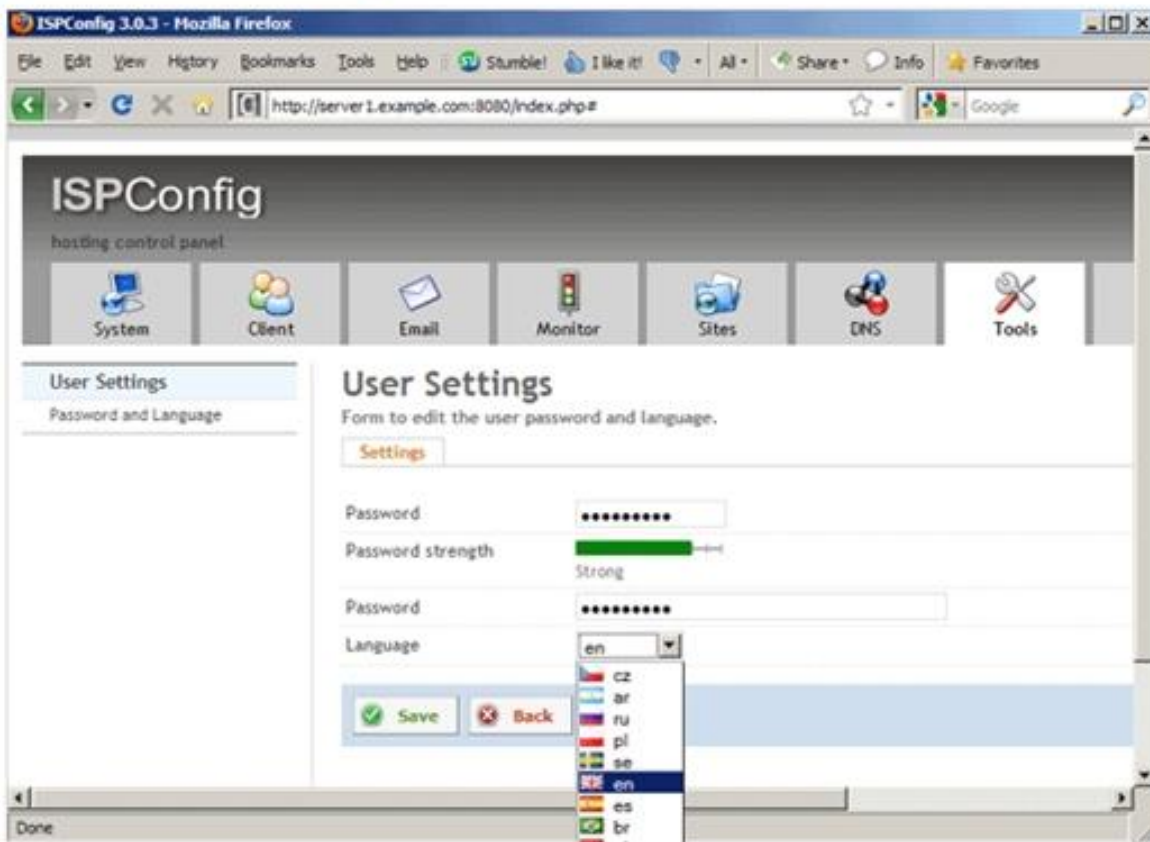 ISPConfig 3.0.3 - Mozilla Firefox
File Edit View History Bookmarks Tools Help Stumble! I like it! All Share Info Favorites
http://server1.example.com:8080/index.php# Google
ISPConfig
hosting control panel
System Client Email Monitor Sites DNS Tools
User Settings
Password and Language
User Settings
Form to edit the user password and language.
Settings
Password •••••••••
Password strength
Strong
Password •••••••••
Language en
cz
ar
ru
pl
se
en
es
br
Save Back
Done